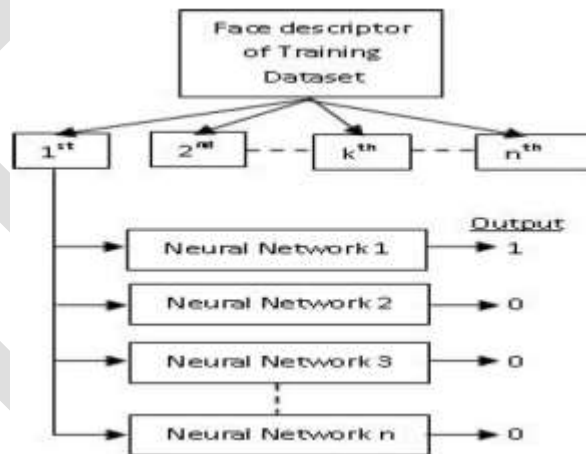 Face descriptor
of Training
Dataset
1st 2nd kth nth
Output
Neural Network 1 1
Neural Network 2 0
Neural Network 3 0
Neural Network n 0